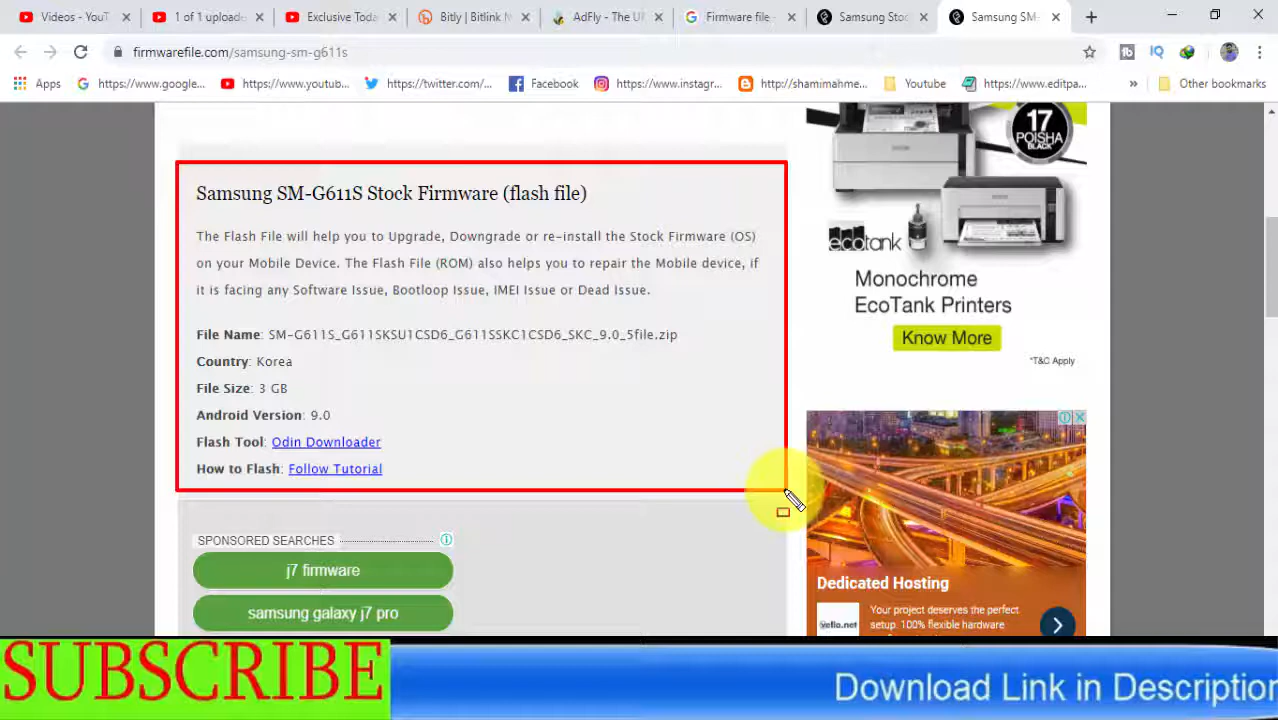 Videos - YouT
1 of 1 uploade
Exclusive Toda
Bitly | Bitlink M
AdFly - The U
Firmware file -
Samsung Stoc
Samsung SM-
firmwarefile.com/samsung-sm-g611s
Apps
https://www.google...
https://www.youtub...
https://twitter.com/...
Facebook
https://www.instagr...
http://shamimahme...
Youtube
https://www.editpa...
»
Other bookmarks
Samsung SM-G611S Stock Firmware (flash file)
The Flash File will help you to Upgrade, Downgrade or re-install the Stock Firmware (OS)
on your Mobile Device. The Flash File (ROM) also helps you to repair the Mobile device, if
it is facing any Software Issue, Bootloop Issue, IMEI Issue or Dead Issue.
File Name: SM-G611S_G611SKSU1CSD6_G611SSKC1CSD6_SKC_9.0_5file.zip
Country: Korea
File Size: 3 GB
Android Version: 9.0
Flash Tool: Odin Downloader
How to Flash: Follow Tutorial
SPONSORED SEARCHES
j7 firmware
samsung galaxy j7 pro
17
POISHA
BLACK
ecotank
Monochrome
EcoTank Printers
Know More
*T&C Apply
Dedicated Hosting
Your project deserves the perfect
setup. 100% flexible hardware
SUBSCRIBE
Download Link in Description